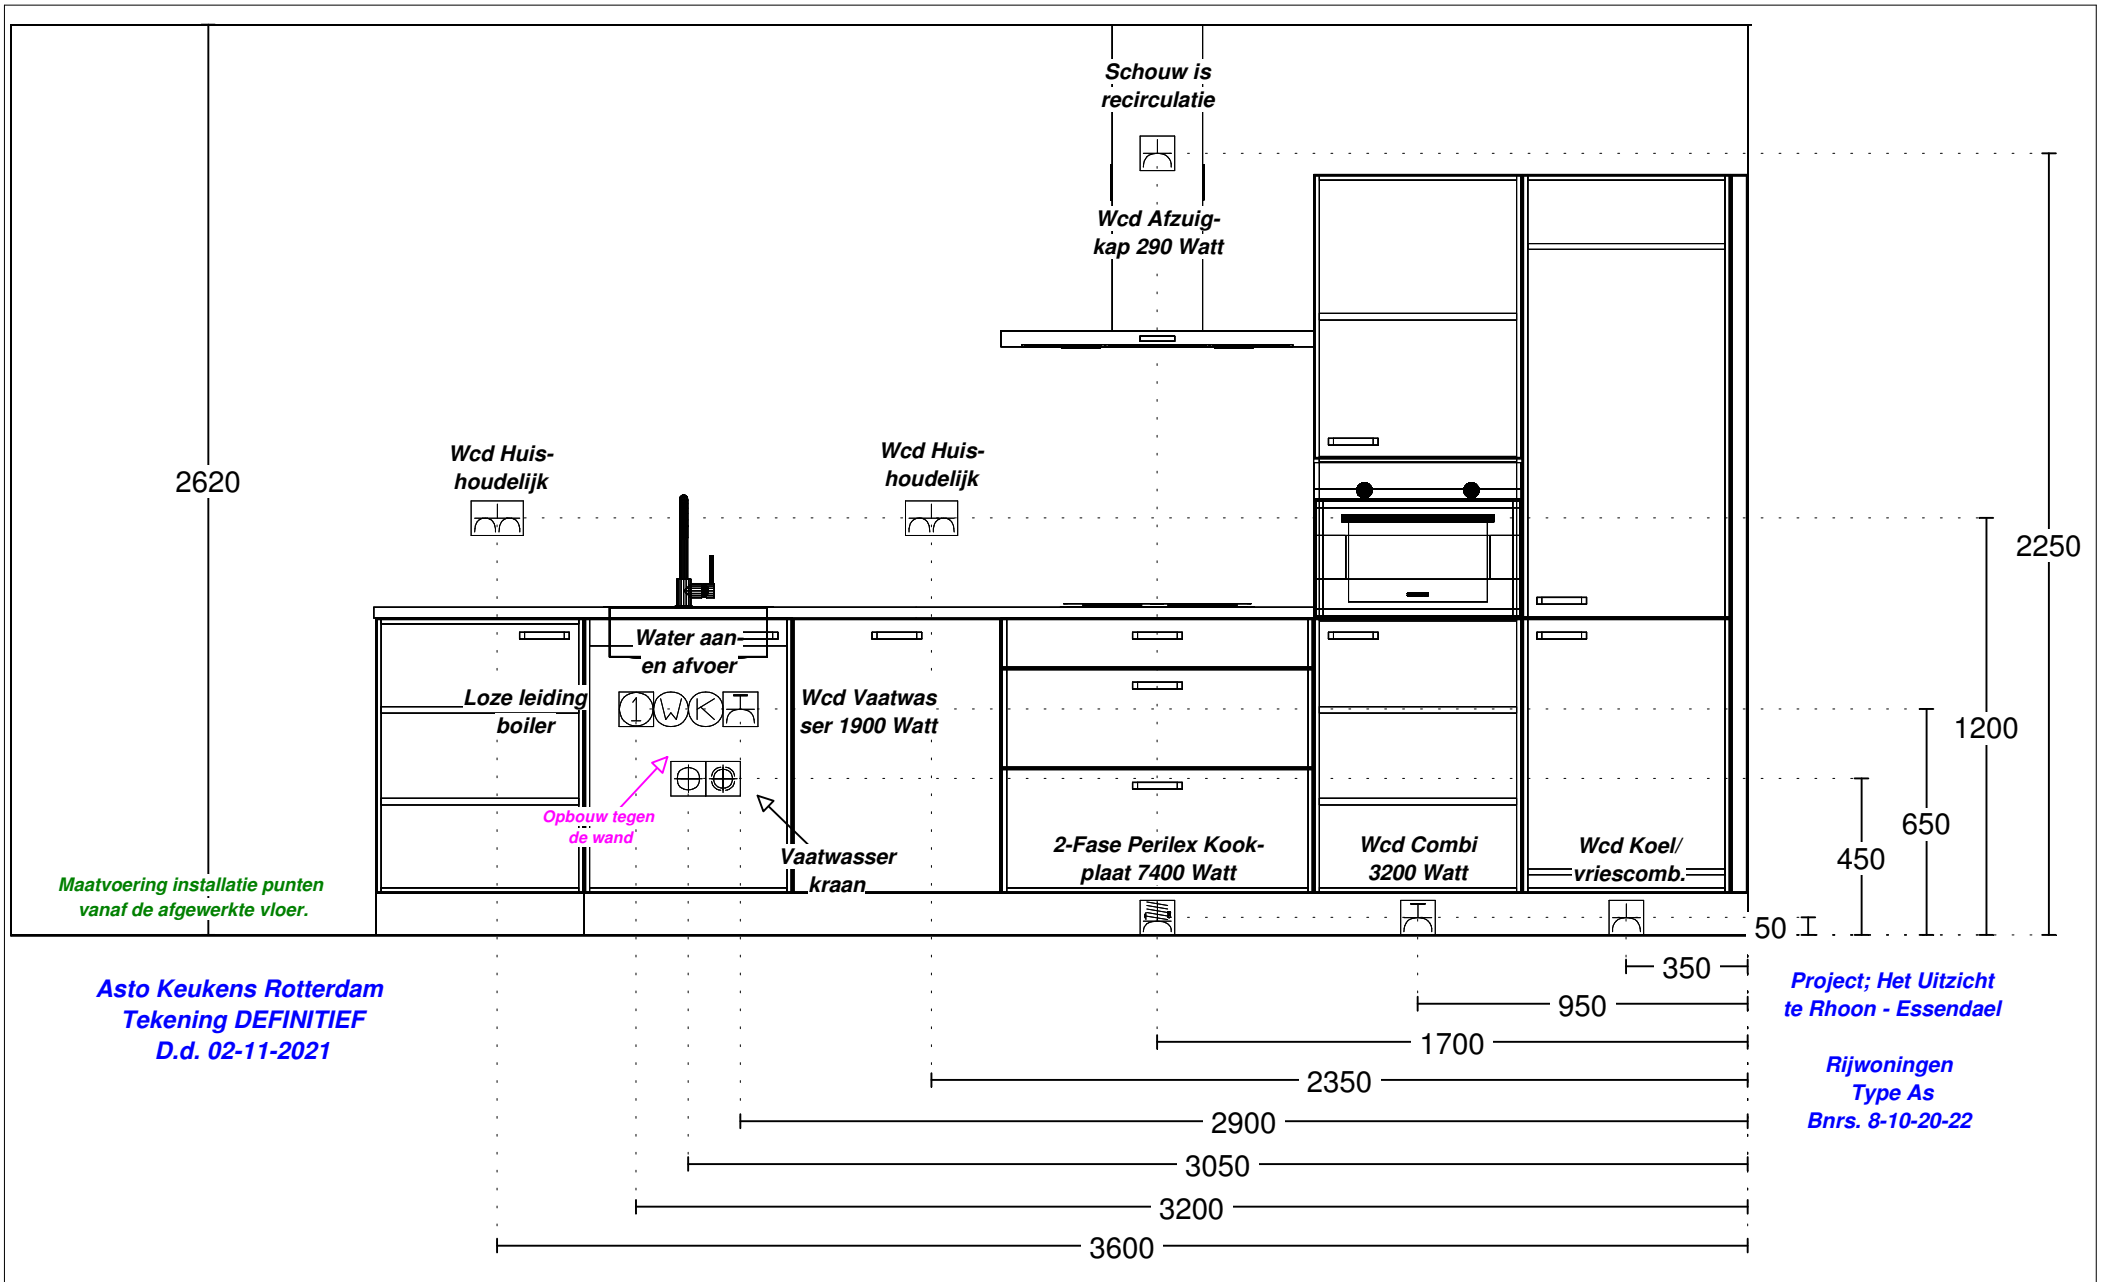 Schouw is
recirculatie
Wcd Afzuig-
kap 290 Watt
Wcd Huis-
houdelijk
Wcd Huis-
houdelijk
2620
2250
1200
650
450
50
Water aan-
en afvoer
Loze leiding
boiler
1 W K
Wcd Vaatwas
ser 1900 Watt
Opbouw tegen
de wand
Vaatwasser
kraan
2-Fase Perilex Kook-
plaat 7400 Watt
Wcd Combi
3200 Watt
Wcd Koel/
vriescomb.
Maatvoering installatie punten
vanaf de afgewerkte vloer.
350
950
1700
2350
2900
3050
3200
3600
Asto Keukens Rotterdam
Tekening DEFINITIEF
D.d. 02-11-2021
Project; Het Uitzicht
te Rhoon - Essendael
Rijwoningen
Type As
Bnrs. 8-10-20-22